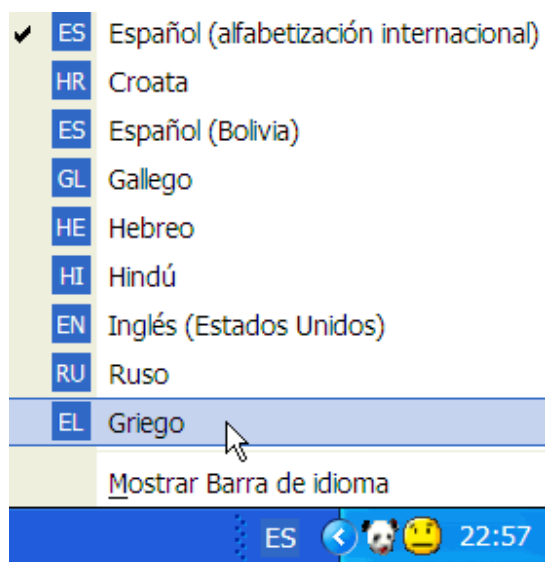 ES Español (alfabetización internacional)
HR Croata
ES Español (Bolivia)
GL Gallego
HE Hebreo
HI Hindú
EN Inglés (Estados Unidos)
RU Ruso
EL Griego
Mostrar Barra de idioma
ES 22:57